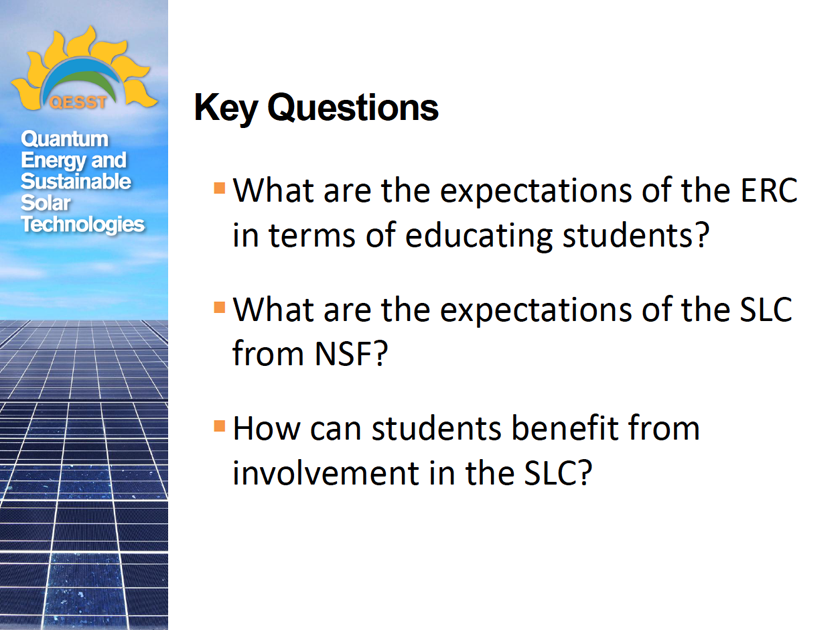 QESST
Quantum
Energy and
Sustainable
Solar
Technologies
Key Questions
What are the expectations of the ERC
in terms of educating students?
What are the expectations of the SLC
from NSF?
How can students benefit from
involvement in the SLC?